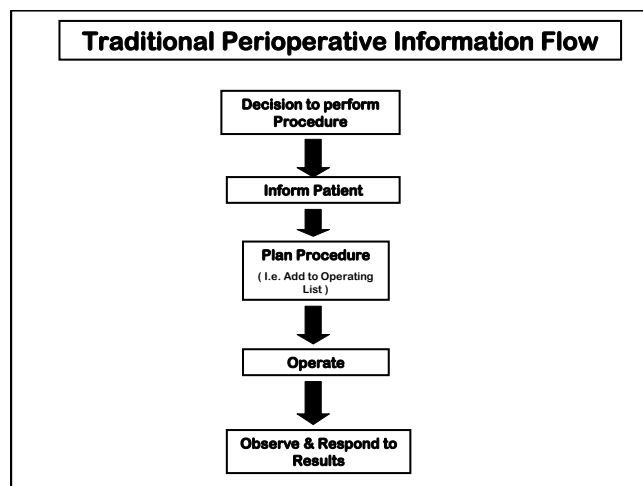 Traditional Perioperative Information Flow
Decision to perform
Procedure
Inform Patient
Plan Procedure
( I.e. Add to Operating
List )
Operate
Observe & Respond to
Results